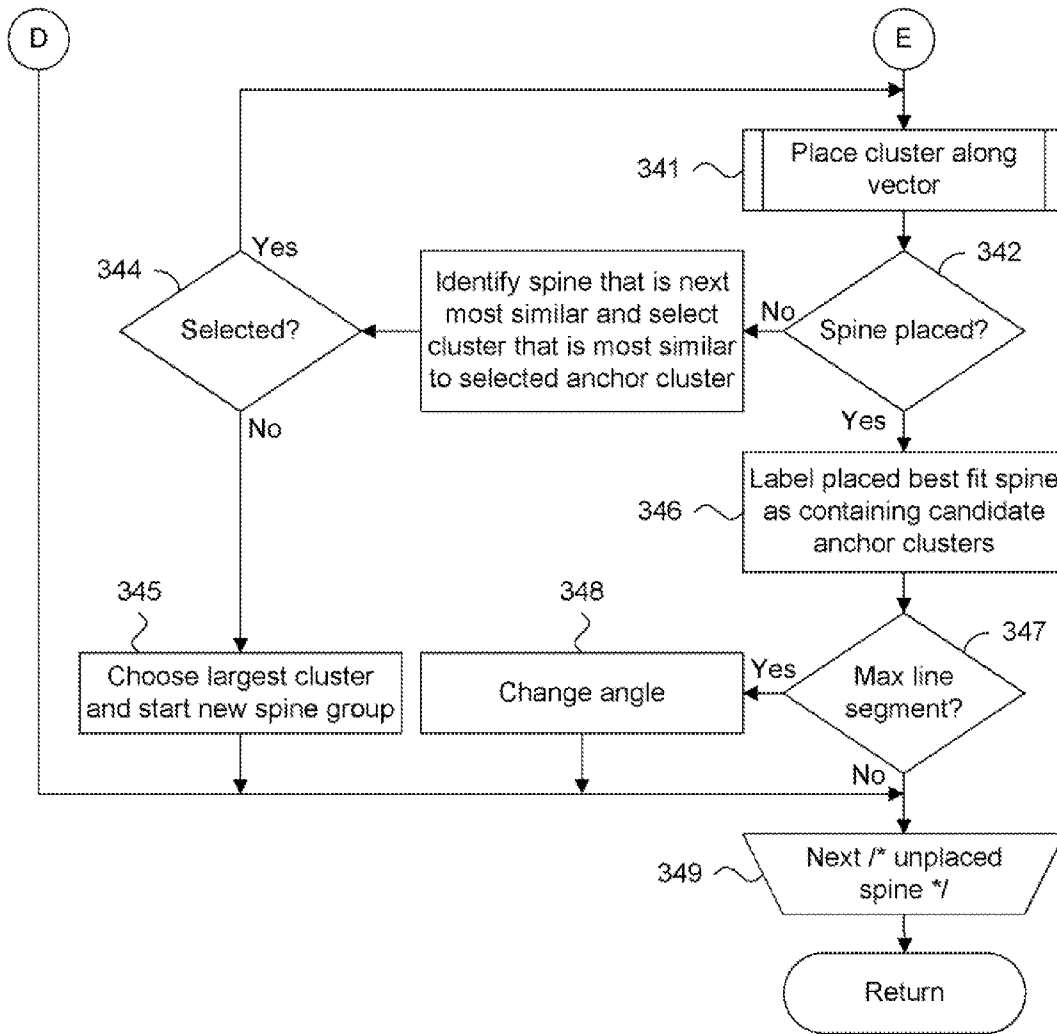 D
E
341
Place cluster along
vector
344
Yes
Selected?
No
Identify spine that is next
most similar and select
cluster that is most similar
to selected anchor cluster
No
342
Spine placed?
Yes
346
Label placed best fit spine
as containing candidate
anchor clusters
345
Choose largest cluster
and start new spine group
348
Change angle
Yes
347
Max line
segment?
No
349
Next /* unplaced
spine */
Return